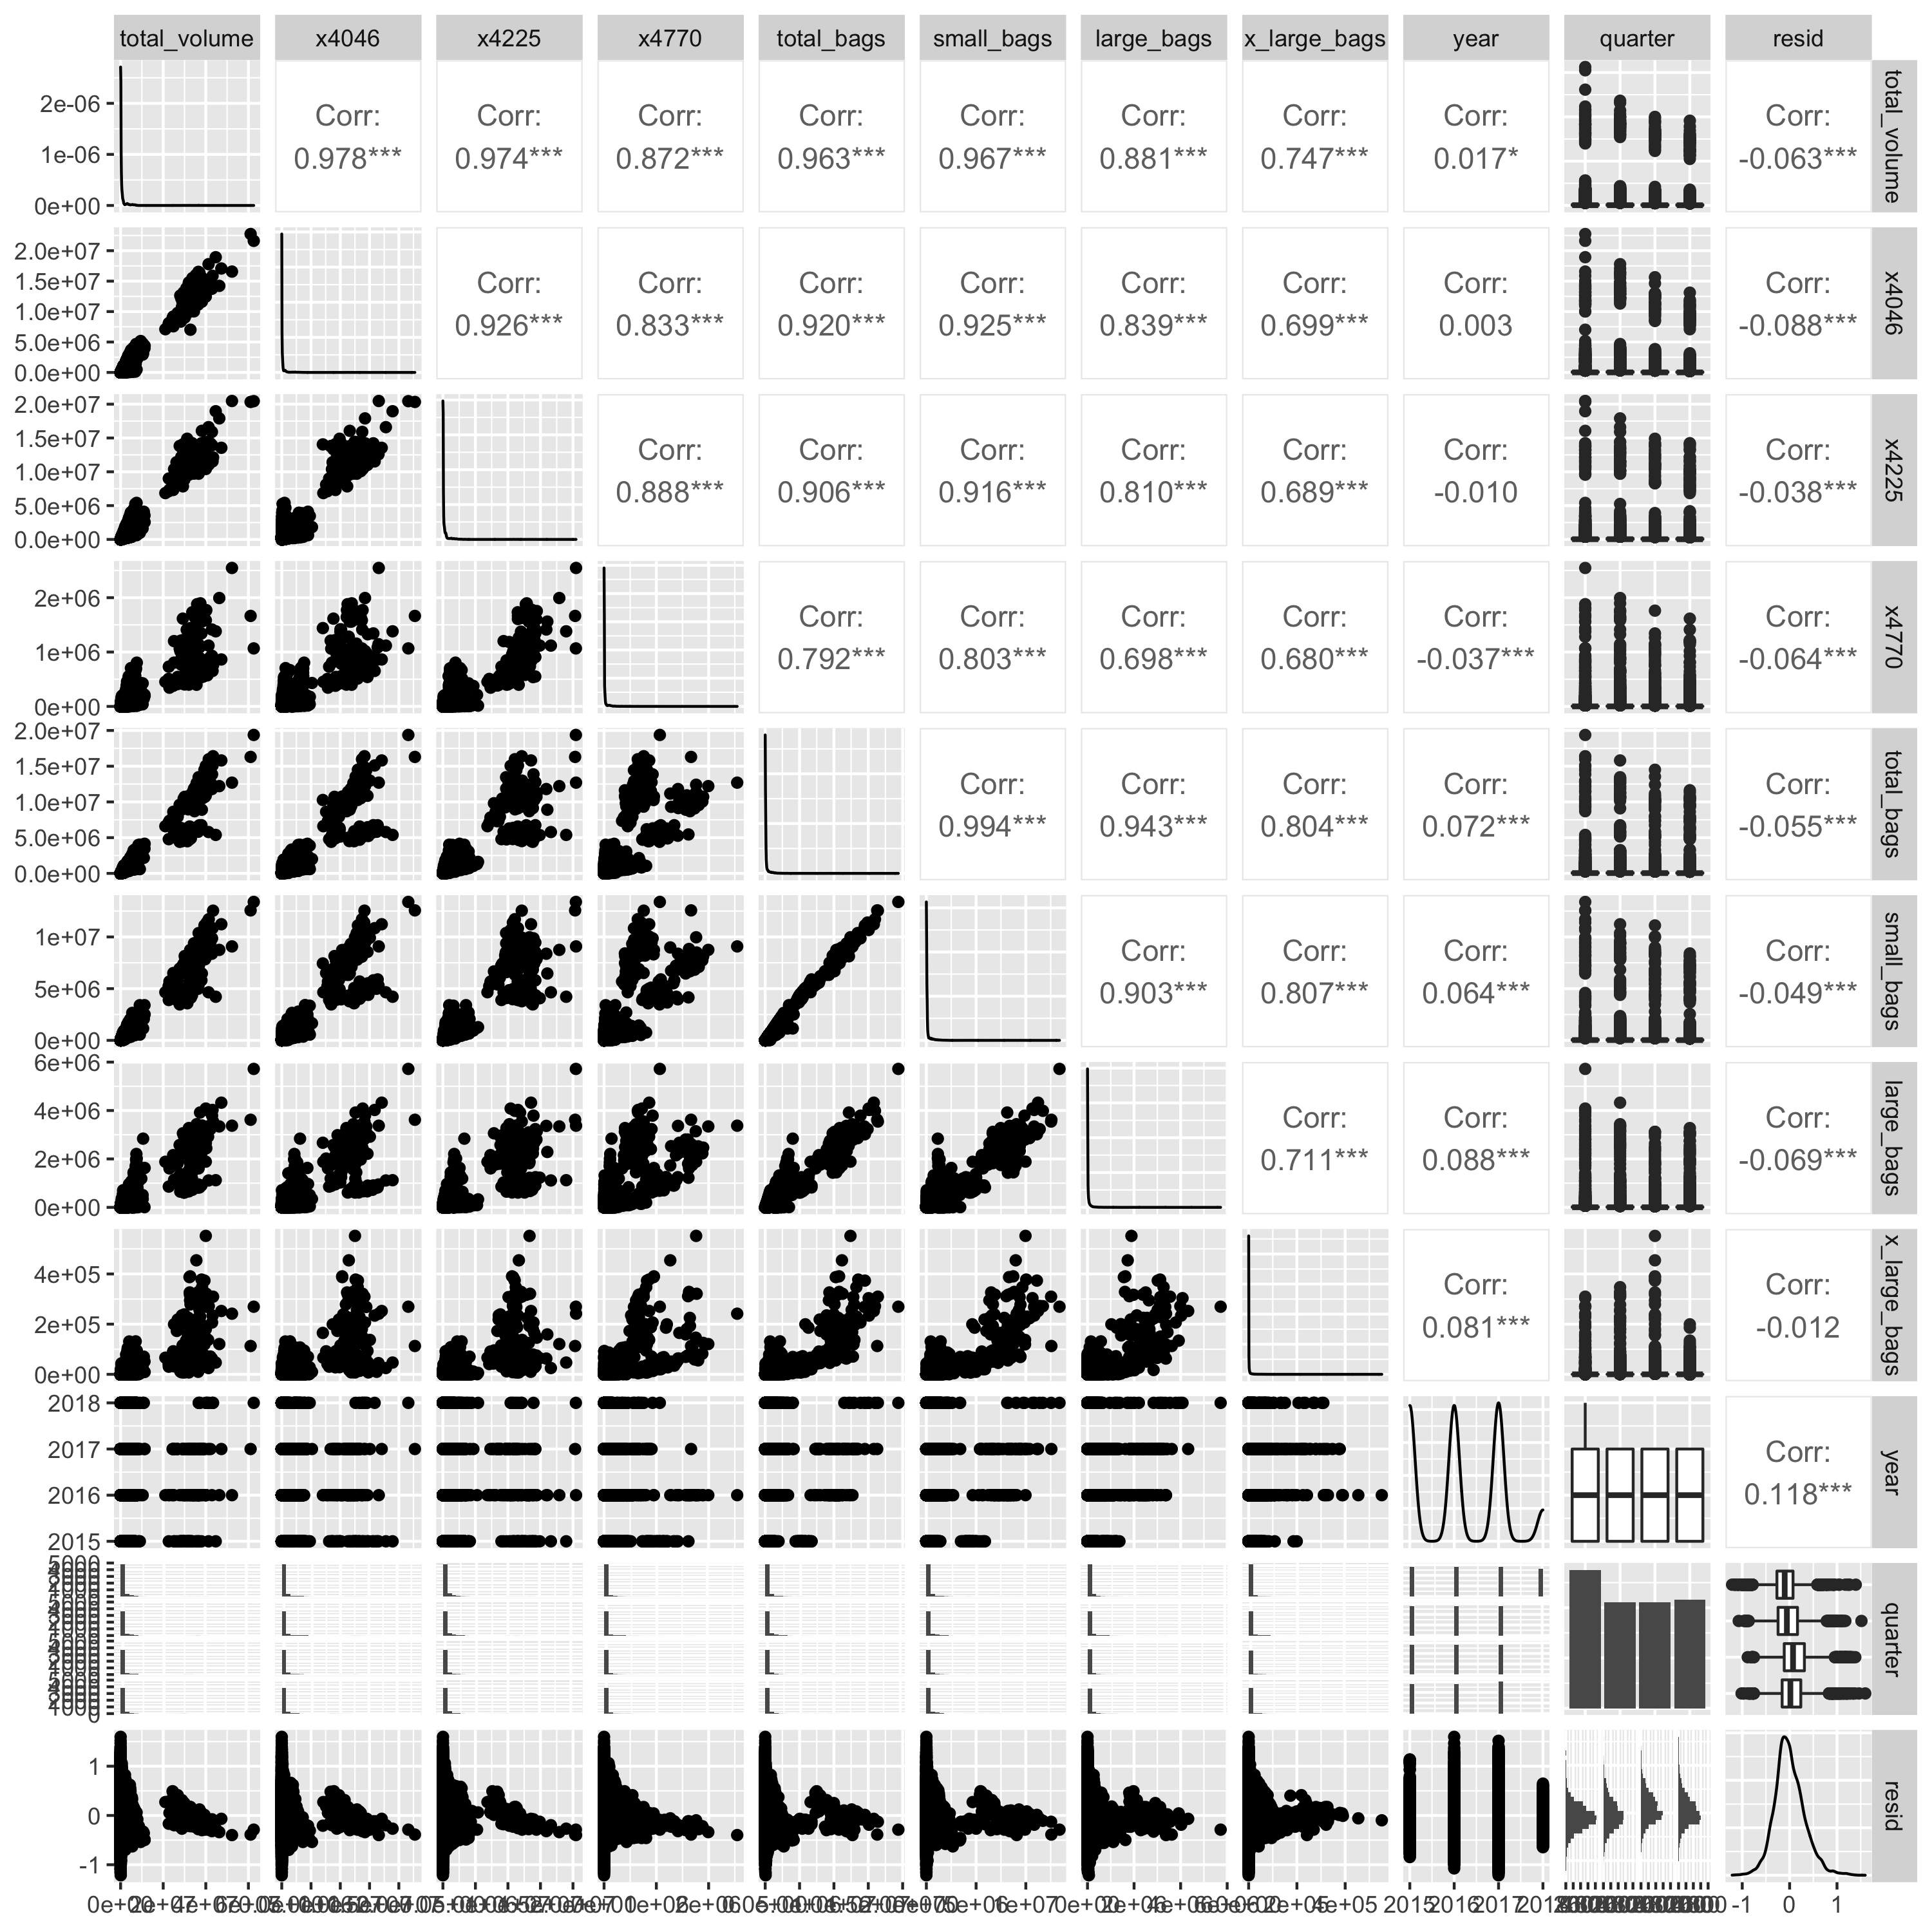 total_volume x4046 x4225 x4770 total_bags small_bags large_bags x_large_bags year quarter resid
2e-06
1e-06
0e+00
Corr: Corr: Corr: Corr: Corr: Corr: Corr: Corr: Corr:
0.978*** 0.974*** 0.872*** 0.963*** 0.967*** 0.881*** 0.747*** 0.017* -0.063***
total_volume
2.0e+07
1.5e+07
1.0e+07
5.0e+06
0.0e+00
Corr: Corr: Corr: Corr: Corr: Corr: Corr: Corr:
0.926*** 0.833*** 0.920*** 0.925*** 0.839*** 0.699*** 0.003 -0.088***
x4046
2.0e+07
1.5e+07
1.0e+07
5.0e+06
0.0e+00
Corr: Corr: Corr: Corr: Corr: Corr: Corr:
0.888*** 0.906*** 0.916*** 0.810*** 0.689*** -0.010 -0.038***
x4225
2e+06
1e+06
0e+00
Corr: Corr: Corr: Corr: Corr: Corr:
0.792*** 0.803*** 0.698*** 0.680*** -0.037*** -0.064***
x4770
2.0e+07
1.5e+07
1.0e+07
5.0e+06
0.0e+00
Corr: Corr: Corr: Corr: Corr:
0.994*** 0.943*** 0.804*** 0.072*** -0.055***
total_bags
1e+07
5e+06
0e+00
Corr: Corr: Corr: Corr:
0.903*** 0.807*** 0.064*** -0.049***
small_bags
6e+06
4e+06
2e+06
0e+00
Corr: Corr: Corr:
0.711*** 0.088*** -0.069***
large_bags
4e+05
2e+05
0e+00
Corr: Corr:
0.081*** -0.012
x_large_bags
2018
2017
2016
2015
Corr:
0.118***
year
quarter
1
0
-1
resid
2015 2016 2017 -1 0 1